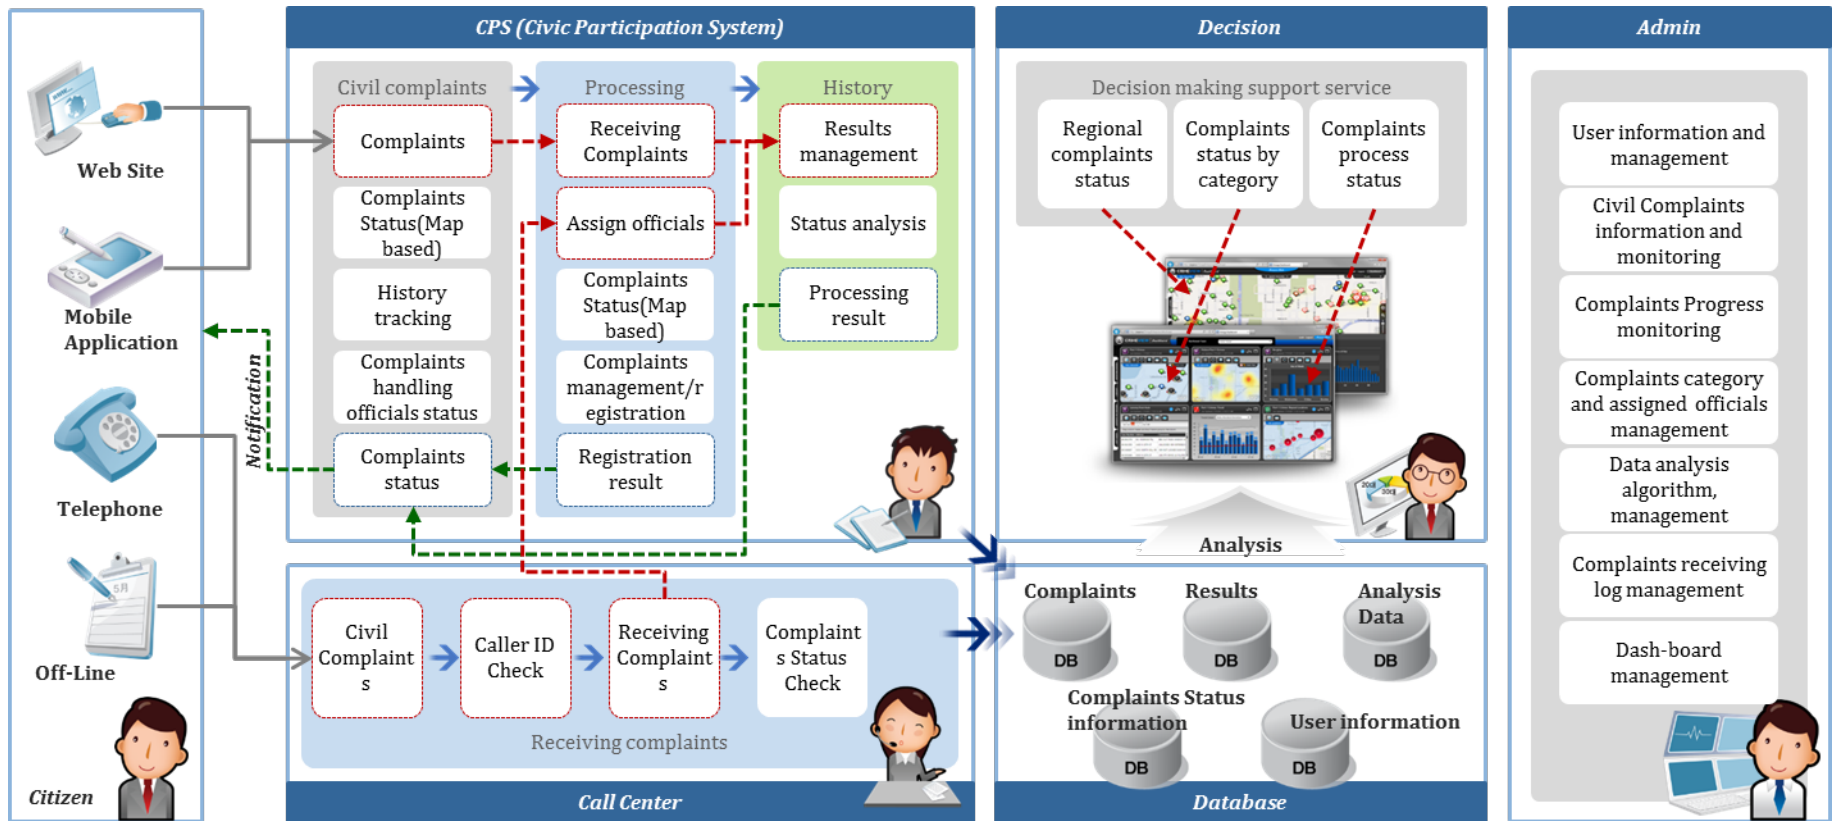 CPS (Civic Participation System)
Decision
Admin
Web Site
Mobile
Application
Telephone
Off-Line
Citizen
Notification
Civil complaints
Complaints
Complaints
Status(Map
based)
History
tracking
Complaints
handling
officials status
Complaints
status
Processing
Receiving
Complaints
Assign officials
Complaints
Status(Map
based)
Complaints
management/r
egistration
Registration
result
History
Results
management
Status analysis
Processing
result
Decision making support service
Regional
complaints
status
Complaints
status by
category
Complaints
process
status
Analysis
User information and
management
Civil Complaints
information and
monitoring
Complaints Progress
monitoring
Complaints category
and assigned officials
management
Data analysis
algorithm,
management
Complaints receiving
log management
Dash-board
management
Civil
Complaint
s
Caller ID
Check
Receiving
Complaint
s
Complaint
s Status
Check
Receiving complaints
Call Center
Complaints
DB
Results
DB
Analysis
Data
DB
Complaints Status
information
DB
User information
DB
Database